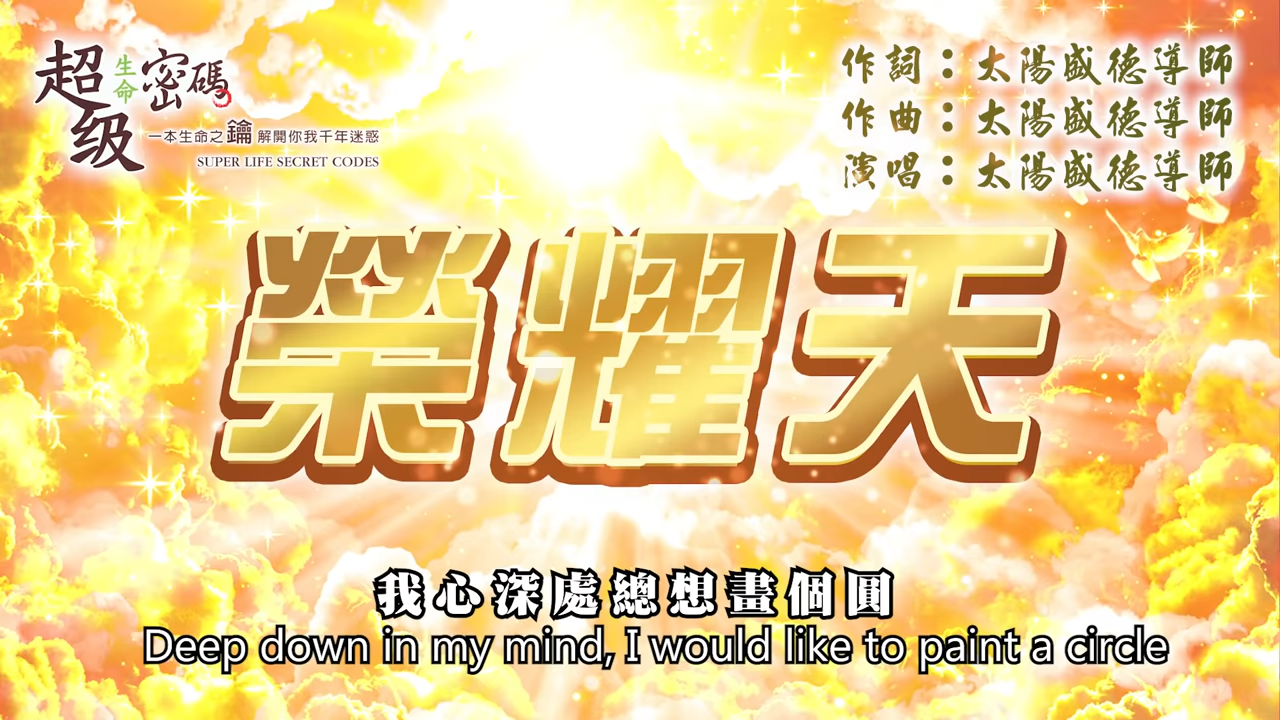 超級生命密碼
一本生命之鑰 解開你我千年迷惑
SUPER LIFE SECRET CODES
作詞：太陽盛德導師
作曲：太陽盛德導師
演唱：太陽盛德導師
榮耀天
我心深處總想畫個圓
Deep down in my mind, I would like to paint a circle